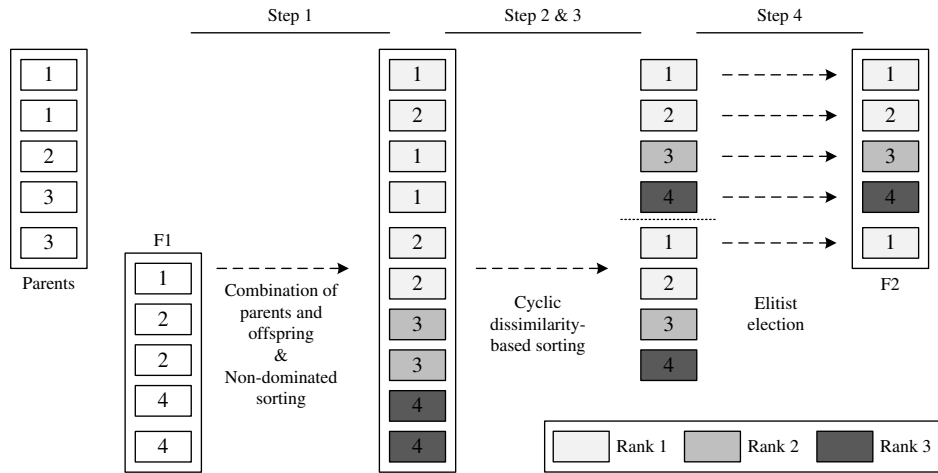 Step 1
Step 2 & 3
Step 4
1
1
2
3
3
Parents
F1
1
2
2
4
4
Combination of
parents and
offspring
&
Non-dominated
sorting
1
2
1
1
2
2
3
3
4
4
Cyclic
dissimilarity-
based sorting
1
2
3
4
1
2
3
4
Elitist
election
1
2
3
4
1
F2
Rank 1
Rank 2
Rank 3